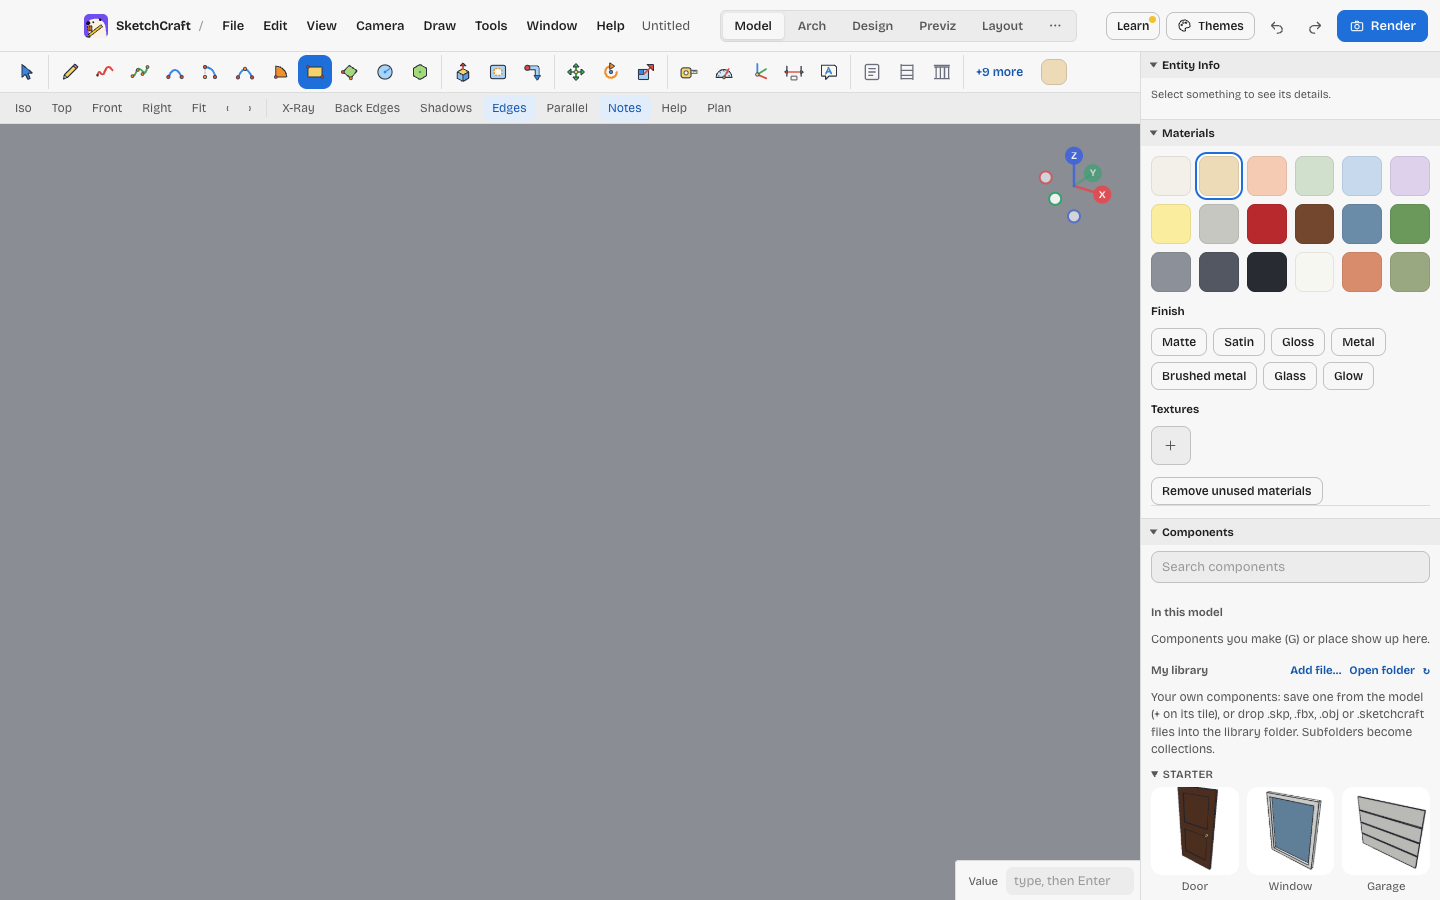 SketchCraft / File Edit View Camera Draw Tools Window Help Untitled Model Arch Design Previz Layout ··· Learn Themes Render
+9 more
Iso Top Front Right Fit ‹ › X-Ray Back Edges Shadows Edges Parallel Notes Help Plan
Z
Y
X
Value type, then Enter
Entity Info
Select something to see its details.
Materials
Finish
Matte Satin Gloss Metal
Brushed metal Glass Glow
Textures
+
Remove unused materials
Components
Search components
In this model
Components you make (G) or place show up here.
My library Add file... Open folder ↻
Your own components: save one from the model
(+ on its tile), or drop .skp, .fbx, .obj or .sketchcraft
files into the library folder. Subfolders become
collections.
STARTER
Door Window Garage